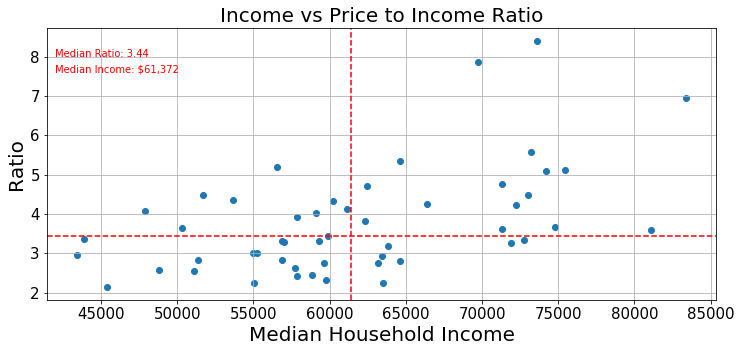 Income vs Price to Income Ratio
Median Ratio: 3.44
Median Income: $61,372
Ratio
8
7
6
5
4
3
2
45000 50000 55000 60000 65000 70000 75000 80000 85000
Median Household Income